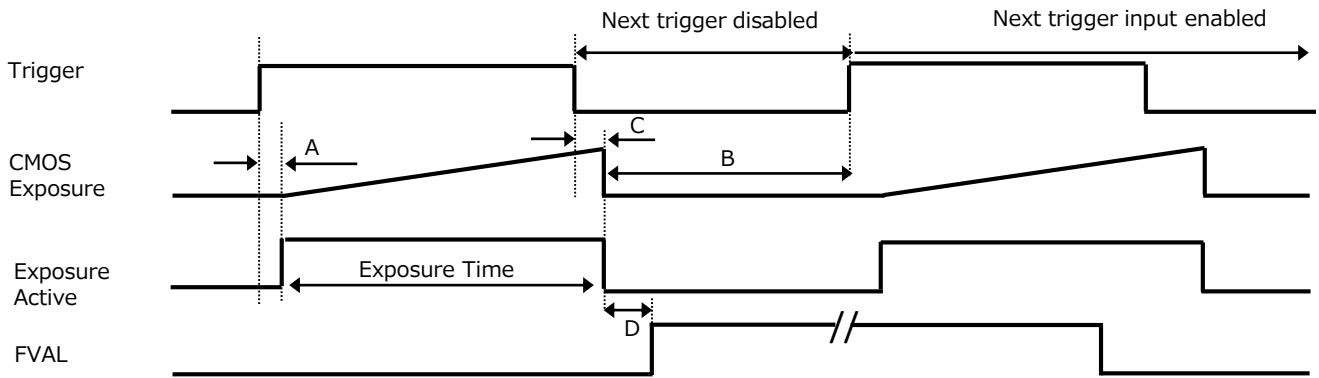 Next trigger disabled
Next trigger input enabled
Trigger
C
A
B
CMOS
Exposure
Exposure Time
Exposure
Active
D
FVAL